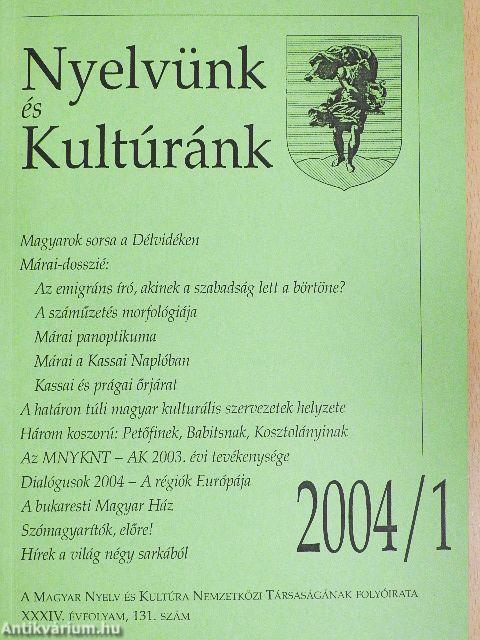 Nyelvünk
és
Kultúránk
Magyarok sorsa a Délvidéken
Márai-dosszié:
Az emigráns író, akinek a szabadság lett a börtöne?
A száműzetés morfológiája
Márai panoptikuma
Márai a Kassai Naplóban
Kassai és prágai őrjárat
A határon túli magyar kulturális szervezetek helyzete
Három koszorú: Petőfinek, Babitsnak, Kosztolányinak
Az MNYKNT – AK 2003. évi tevékenysége
Dialógusok 2004 – A régiók Európája
A bukaresti Magyar Ház
Szómagyarítók, előre!
Hírek a világ négy sarkából
2004/1
A MAGYAR NYELV ÉS KULTÚRA NEMZETKÖZI TÁRSASÁGÁNAK FOLYÓIRATA
XXXIV. ÉVFOLYAM, 131. SZÁM
Antikvárium.hu